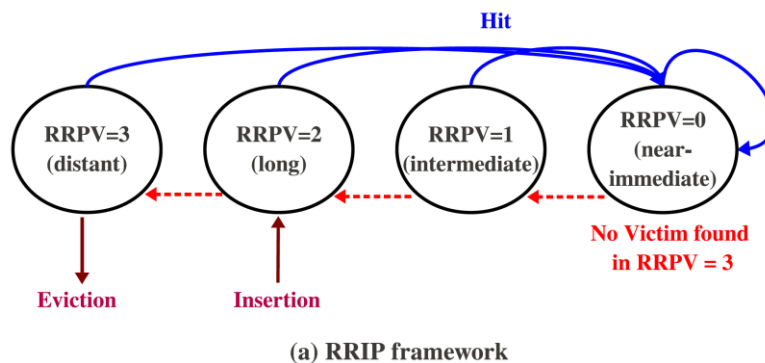 Hit
RRPV=3
(distant)
RRPV=2
(long)
RRPV=1
(intermediate)
RRPV=0
(near-
immediate)
No Victim found
in RRPV = 3
Eviction
Insertion
(a) RRIP framework